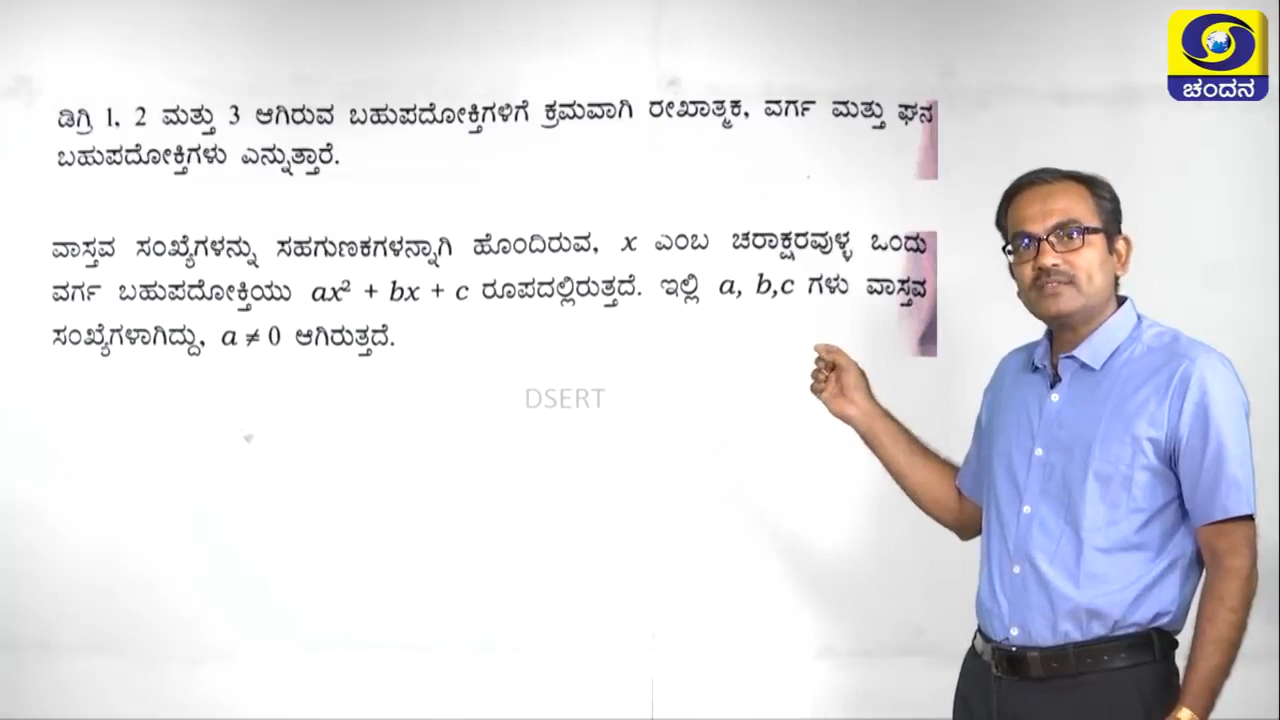 ಚಂದನ
ಡಿಗ್ರಿ 1, 2 ಮತ್ತು 3 ಆಗಿರುವ ಬಹುಪದೋಕ್ತಿಗಳಿಗೆ ಕ್ರಮವಾಗಿ ರೇಖಾತ್ಮಕ, ವರ್ಗ ಮತ್ತು ಘನ
ಬಹುಪದೋಕ್ತಿಗಳು ಎನ್ನುತ್ತಾರೆ.
ವಾಸ್ತವ ಸಂಖ್ಯೆಗಳನ್ನು ಸಹಗುಣಕಗಳನ್ನಾಗಿ ಹೊಂದಿರುವ, x ಎಂಬ ಚರಾಕ್ಷರವುಳ್ಳ ಒಂದು
ವರ್ಗ ಬಹುಪದೋಕ್ತಿಯು ax² + bx + c ರೂಪದಲ್ಲಿರುತ್ತದೆ. ಇಲ್ಲಿ a, b,c ಗಳು ವಾಸ್ತವ
ಸಂಖ್ಯೆಗಳಾಗಿದ್ದು, a ≠ 0 ಆಗಿರುತ್ತದೆ.
DSERT